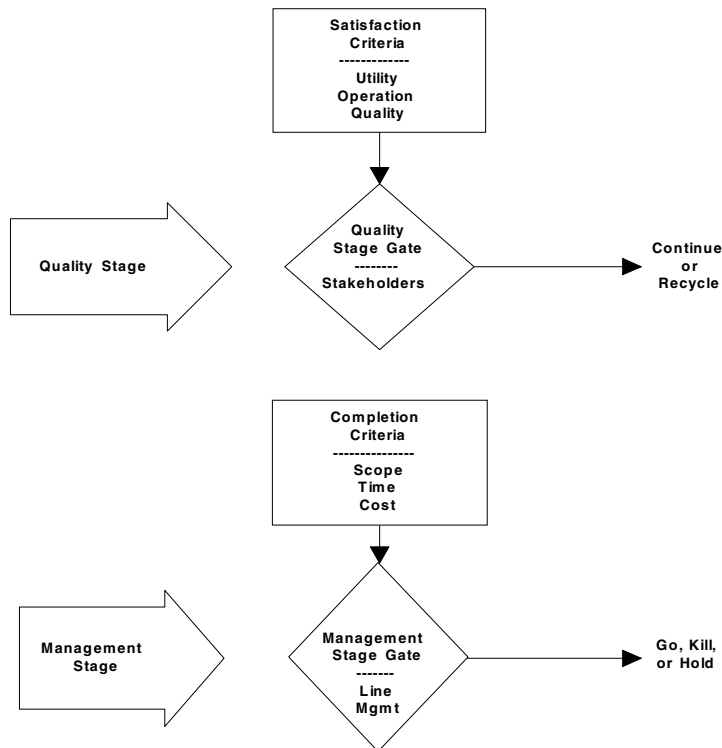 Satisfaction
Criteria
-------------
Utility
Operation
Quality
Quality Stage
Quality
Stage Gate
--------
Stakeholders
Continue
or
Recycle
Completion
Criteria
---------------
Scope
Time
Cost
Management
Stage
Management
Stage Gate
-------
Line
Mgmt
Go, Kill,
or Hold